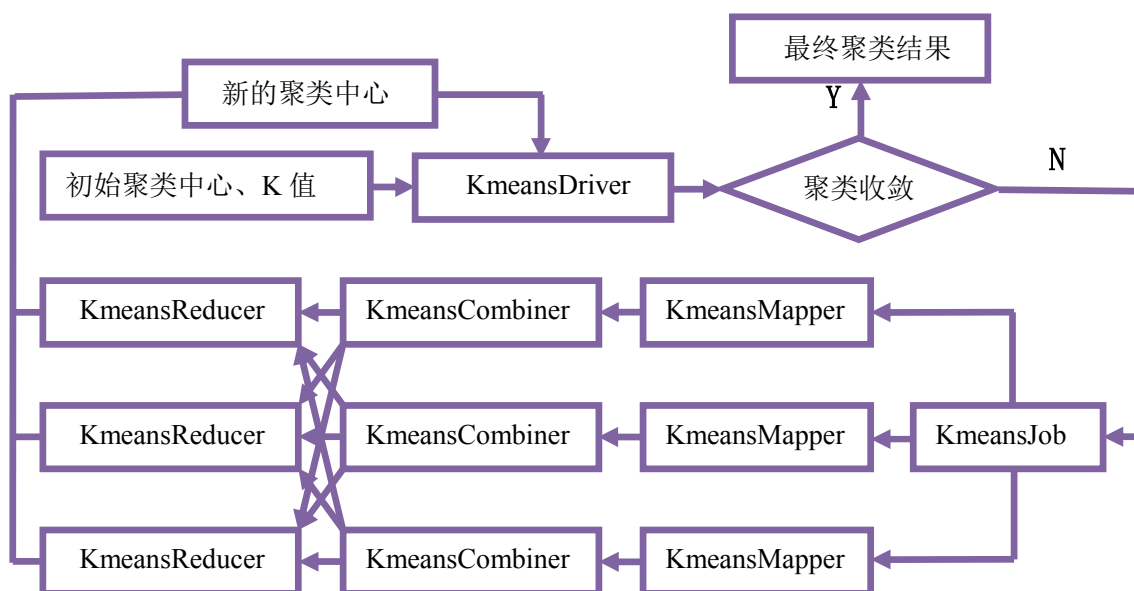 最终聚类结果
新的聚类中心
Y
初始聚类中心、K 值
KmeansDriver
聚类收敛
N
KmeansReducer
KmeansCombiner
KmeansMapper
KmeansReducer
KmeansCombiner
KmeansMapper
KmeansJob
KmeansReducer
KmeansCombiner
KmeansMapper